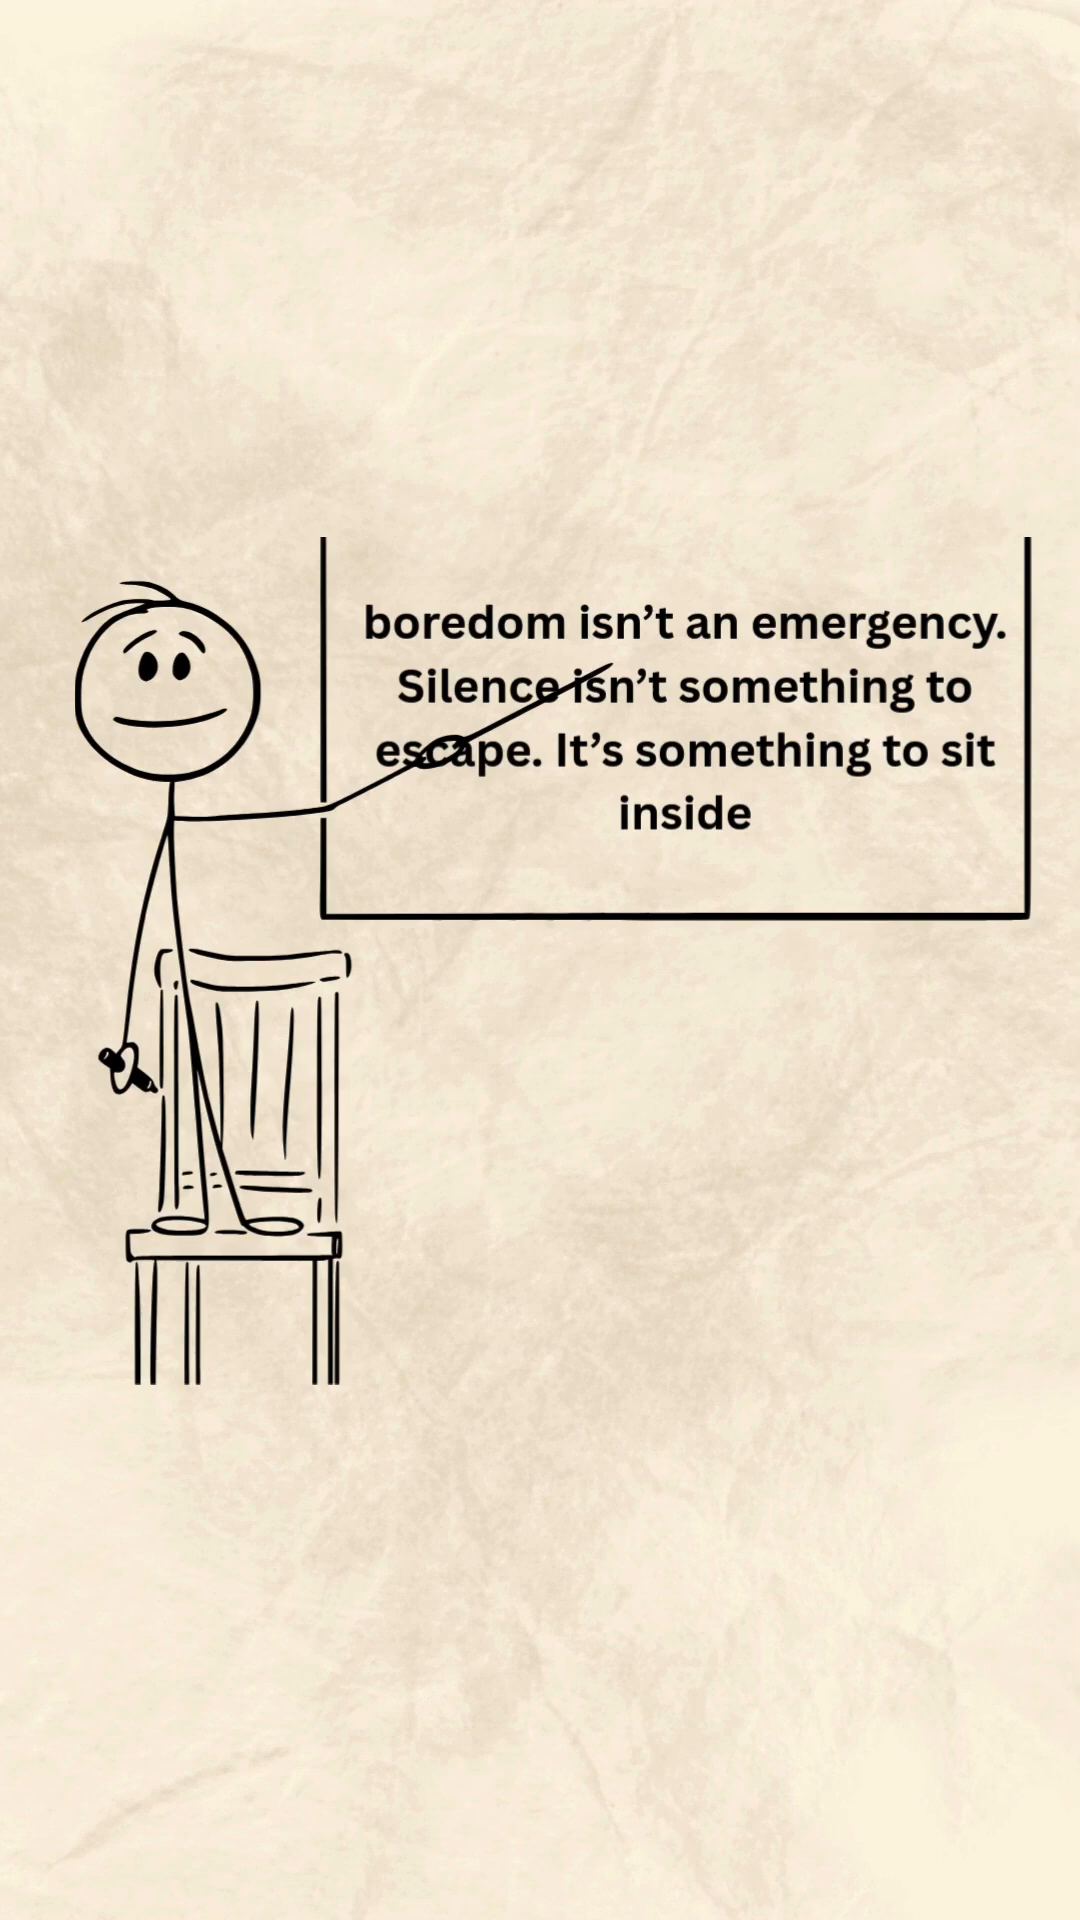 boredom isn’t an emergency.
Silence isn’t something to
escape. It’s something to sit
inside